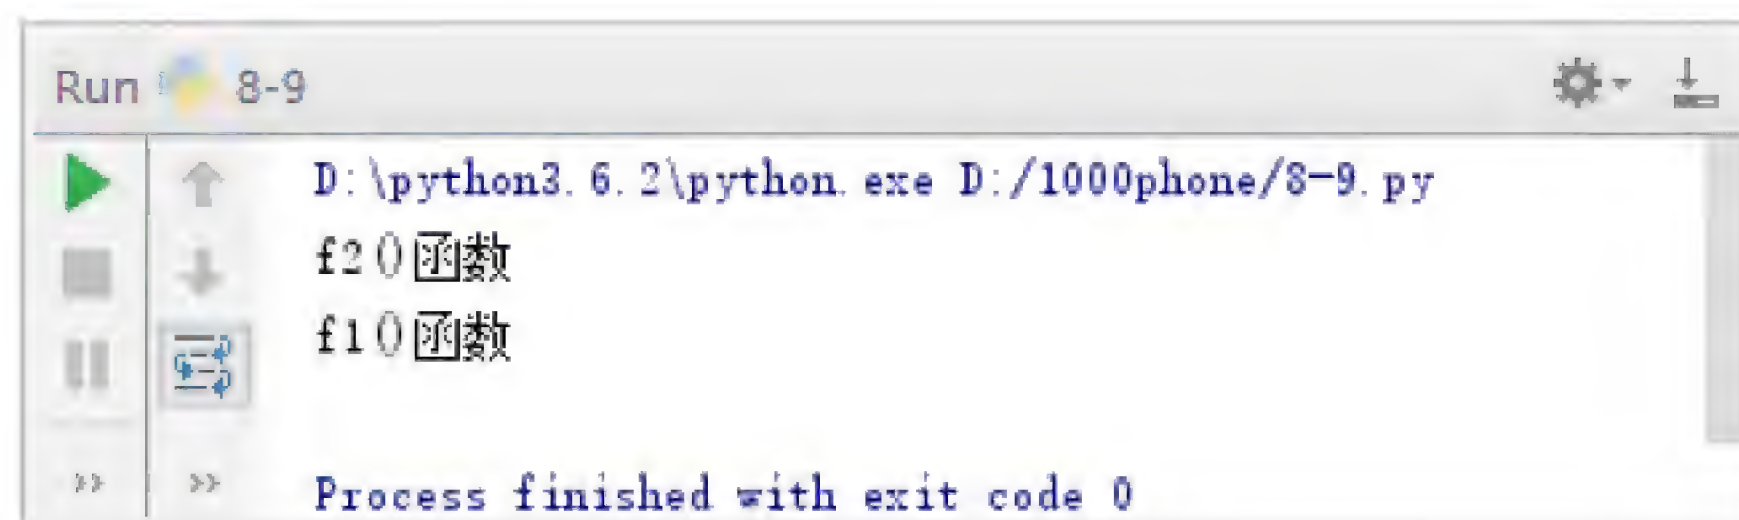 Run 8-9
D:\python3.6.2\python.exe D:/1000phone/8-9.py
f2()函数
f1()函数
Process finished with exit code 0